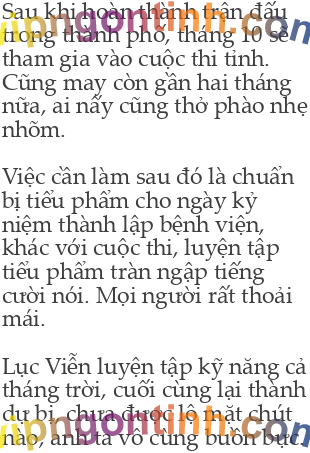 Sau khi hoàn thành trận đấu
trong thành phố, tháng 10 sẽ
tham gia vào cuộc thi tỉnh.
Cũng may còn gần hai tháng
nữa, ai nấy cũng thở phào nhẹ
nhõm.
Việc cần làm sau đó là chuẩn
bị tiểu phẩm cho ngày kỷ
niệm thành lập bệnh viện,
khác với cuộc thi, luyện tập
tiểu phẩm tràn ngập tiếng
cười nói. Mọi người rất thoải
mái.
Lục Viễn luyện tập kỹ năng cả
tháng trời, cuối cùng lại thành
dự bị, chưa được lộ mặt chút
nào, anh ta vô cùng buồn bực
vipngontinh.com
vipngontinh.com